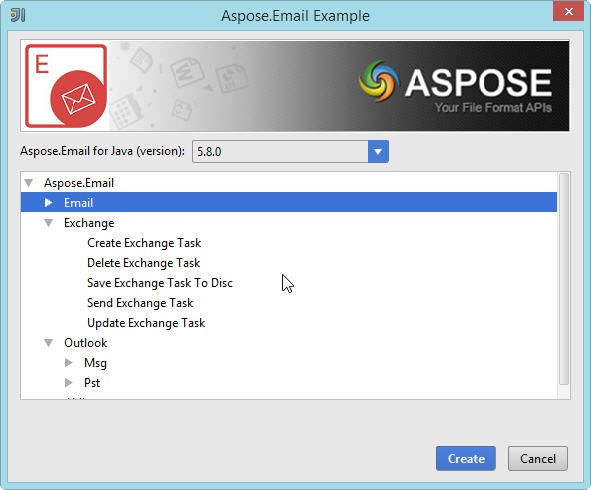 Aspose.Email Example
E
ASPOSE
Your File Format APIs
Aspose.Email for Java (version): 5.8.0
Aspose.Email
Email
Exchange
Create Exchange Task
Delete Exchange Task
Save Exchange Task To Disc
Send Exchange Task
Update Exchange Task
Outlook
Msg
Pst
Create Cancel